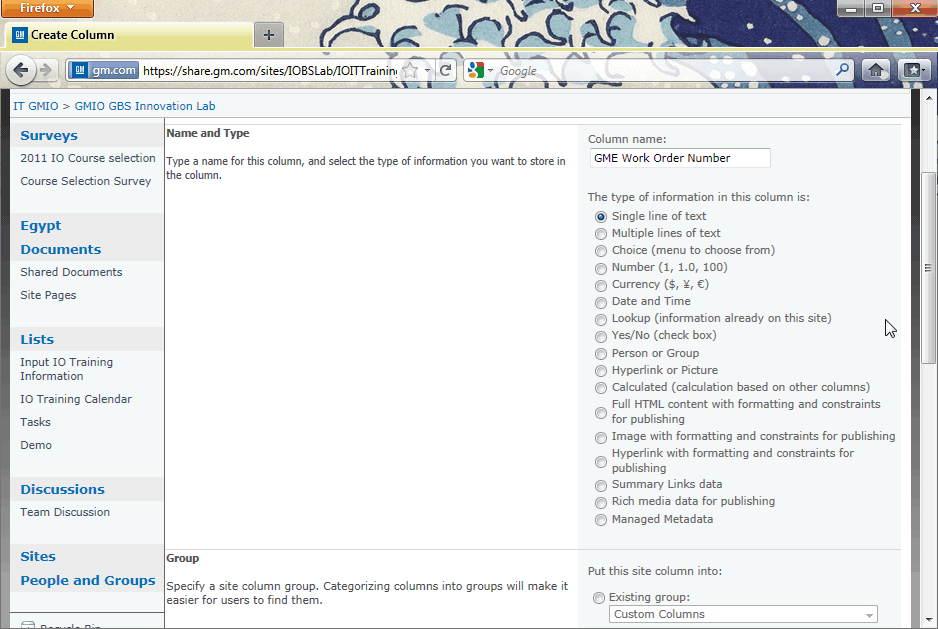 Firefox
Create Column
gm.com
https://share.gm.com/sites/IOBSLab/IOITTraining
Google
IT GMIO > GMIO GBS Innovation Lab
Surveys
2011 IO Course selection
Course Selection Survey
Egypt
Documents
Shared Documents
Site Pages
Lists
Input IO Training
Information
IO Training Calendar
Tasks
Demo
Discussions
Team Discussion
Sites
People and Groups
Recycle Bin
Name and Type
Type a name for this column, and select the type of information you want to store in
the column.
Column name:
GME Work Order Number
The type of information in this column is:
Single line of text
Multiple lines of text
Choice (menu to choose from)
Number (1, 1.0, 100)
Currency ($, ¥, €)
Date and Time
Lookup (information already on this site)
Yes/No (check box)
Person or Group
Hyperlink or Picture
Calculated (calculation based on other columns)
Full HTML content with formatting and constraints
for publishing
Image with formatting and constraints for publishing
Hyperlink with formatting and constraints for
publishing
Summary Links data
Rich media data for publishing
Managed Metadata
Group
Specify a site column group. Categorizing columns into groups will make it
easier for users to find them.
Put this site column into:
Existing group:
Custom Columns